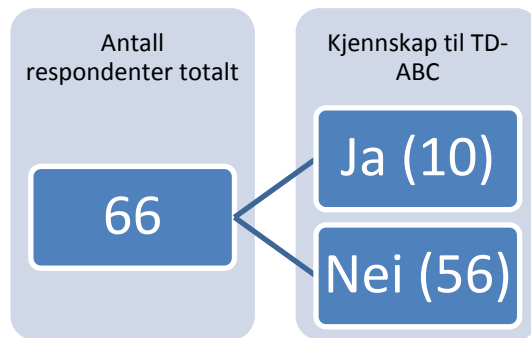 Antall
respondenter totalt
66
Kjennskap til TD-
ABC
Ja (10)
Nei (56)